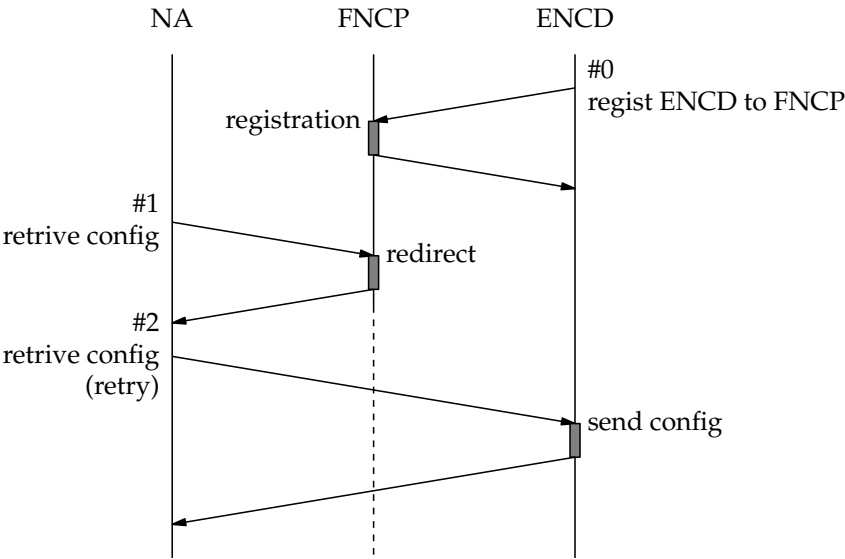 NA FNCP ENCD
#0
regist ENCD to FNCP
registration
#1
retrive config
redirect
#2
retrive config
(retry)
send config